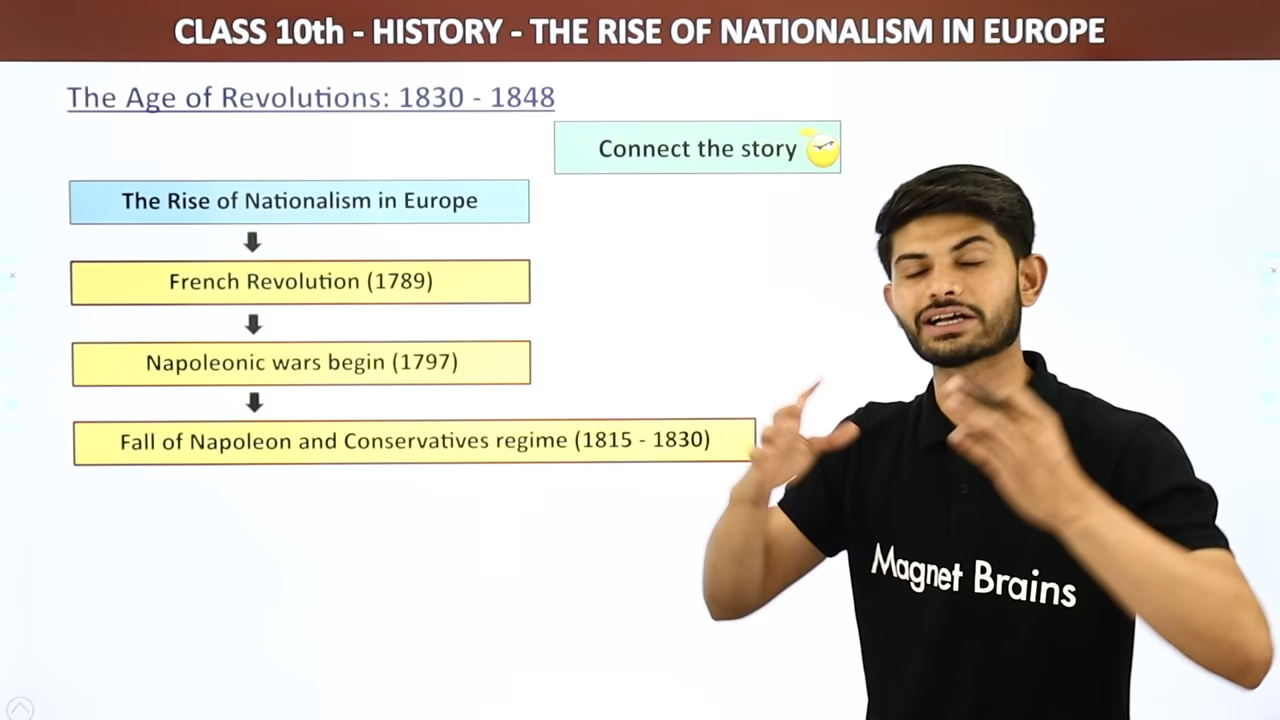 CLASS 10th - HISTORY - THE RISE OF NATIONALISM IN EUROPE
The Age of Revolutions: 1830 - 1848
Connect the story
The Rise of Nationalism in Europe
French Revolution (1789)
Napoleonic wars begin (1797)
Fall of Napoleon and Conservatives regime (1815 - 1830)
Magnet Brains